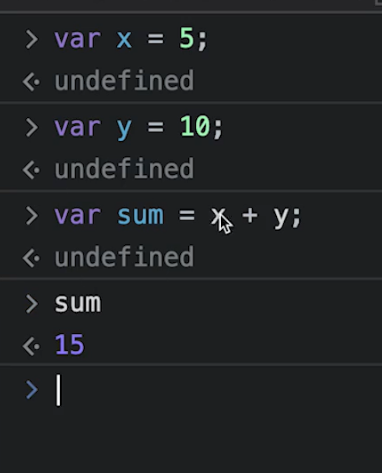 > var x = 5;
<· undefined
> var y = 10;
<· undefined
> var sum = x + y;
<· undefined
> sum
<· 15
>